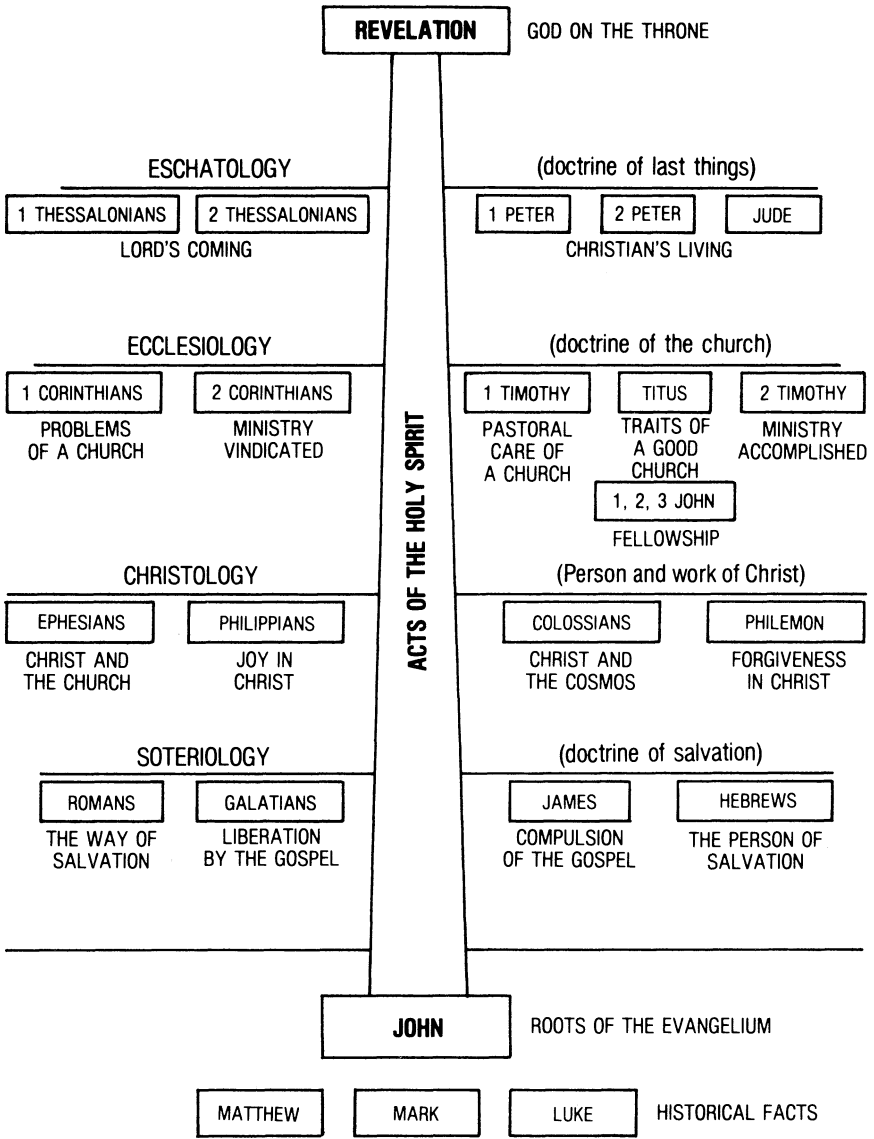 REVELATION GOD ON THE THRONE
ESCHATOLOGY (doctrine of last things)
1 THESSALONIANS 2 THESSALONIANS 1 PETER 2 PETER JUDE
LORD'S COMING CHRISTIAN'S LIVING
ECCLESIOLOGY (doctrine of the church)
1 CORINTHIANS 2 CORINTHIANS 1 TIMOTHY TITUS 2 TIMOTHY
PROBLEMS
OF A CHURCH
MINISTRY
VINDICATED
PASTORAL
CARE OF
A CHURCH
TRAITS OF
A GOOD
CHURCH
MINISTRY
ACCOMPLISHED
1, 2, 3 JOHN
FELLOWSHIP
ACTS OF THE HOLY SPIRIT
CHRISTOLOGY (Person and work of Christ)
EPHESIANS PHILIPPIANS COLOSSIANS PHILEMON
CHRIST AND
THE CHURCH
JOY IN
CHRIST
CHRIST AND
THE COSMOS
FORGIVENESS
IN CHRIST
SOTERIOLOGY (doctrine of salvation)
ROMANS GALATIANS JAMES HEBREWS
THE WAY OF
SALVATION
LIBERATION
BY THE GOSPEL
COMPULSION
OF THE GOSPEL
THE PERSON OF
SALVATION
JOHN ROOTS OF THE EVANGELIUM
MATTHEW MARK LUKE HISTORICAL FACTS